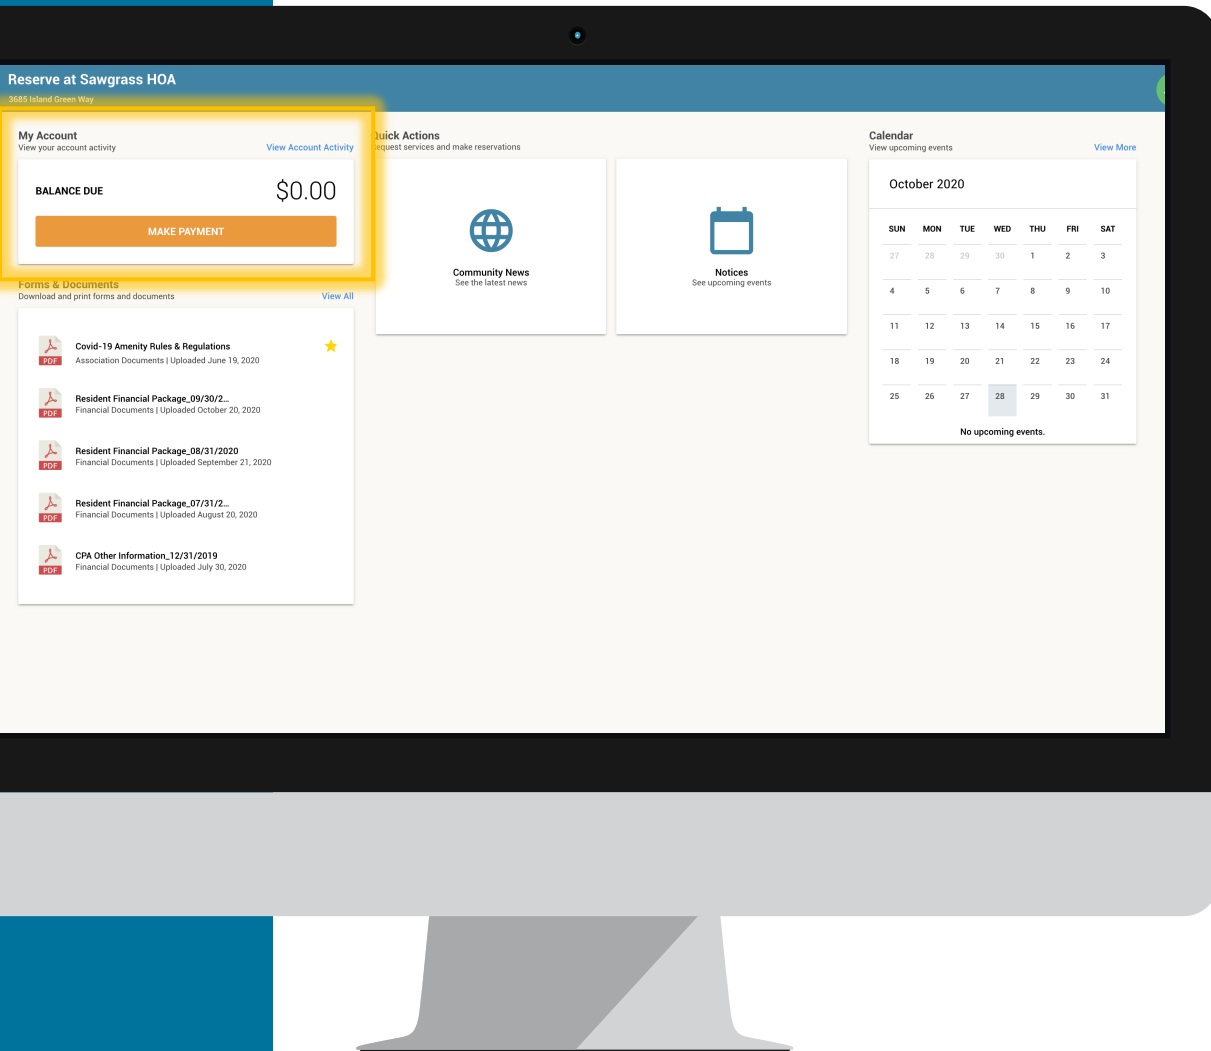 Reserve at Sawgrass HOA
3685 Island Green Way
My Account
View your account activity
View Account Activity
BALANCE DUE
$0.00
MAKE PAYMENT
Forms & Documents
Download and print forms and documents
View All
PDF
Covid-19 Amenity Rules & Regulations
Association Documents | Uploaded June 19, 2020
PDF
Resident Financial Package_09/30/2...
Financial Documents | Uploaded October 20, 2020
PDF
Resident Financial Package_08/31/2020
Financial Documents | Uploaded September 21, 2020
PDF
Resident Financial Package_07/31/2...
Financial Documents | Uploaded August 20, 2020
PDF
CPA Other Information_12/31/2019
Financial Documents | Uploaded July 30, 2020
Quick Actions
Request services and make reservations
Community News
See the latest news
Notices
See upcoming events
Calendar
View upcoming events
View More
October 2020
SUN MON TUE WED THU FRI SAT
27 28 29 30 1 2 3
4 5 6 7 8 9 10
11 12 13 14 15 16 17
18 19 20 21 22 23 24
25 26 27 28 29 30 31
No upcoming events.